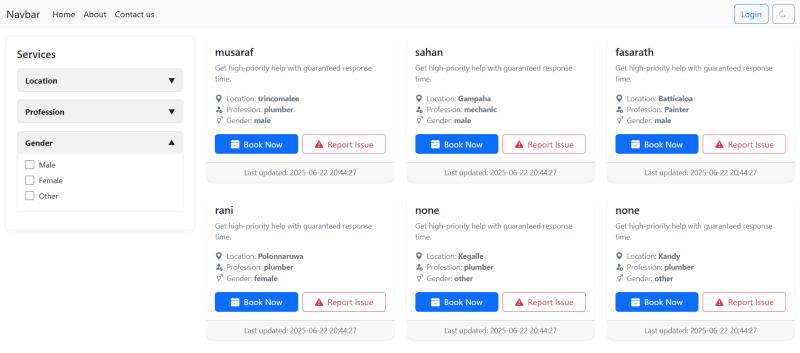 Navbar Home About Contact us Login
Services
Location
Profession
Gender
Male
Female
Other
musaraf
Get high-priority help with guaranteed response
time.
Location: trincomalee
Profession: plumber
Gender: male
Book Now Report Issue
Last updated: 2025-06-22 20:44:27
sahan
Get high-priority help with guaranteed response
time.
Location: Gampaha
Profession: mechanic
Gender: male
Book Now Report Issue
Last updated: 2025-06-22 20:44:27
fasarath
Get high-priority help with guaranteed response
time.
Location: Batticaloa
Profession: Painter
Gender: male
Book Now Report Issue
Last updated: 2025-06-22 20:44:27
rani
Get high-priority help with guaranteed response
time.
Location: Polonnaruwa
Profession: plumber
Gender: female
Book Now Report Issue
Last updated: 2025-06-22 20:44:27
none
Get high-priority help with guaranteed response
time.
Location: Kegalle
Profession: plumber
Gender: other
Book Now Report Issue
Last updated: 2025-06-22 20:44:27
none
Get high-priority help with guaranteed response
time.
Location: Kandy
Profession: plumber
Gender: other
Book Now Report Issue
Last updated: 2025-06-22 20:44:27